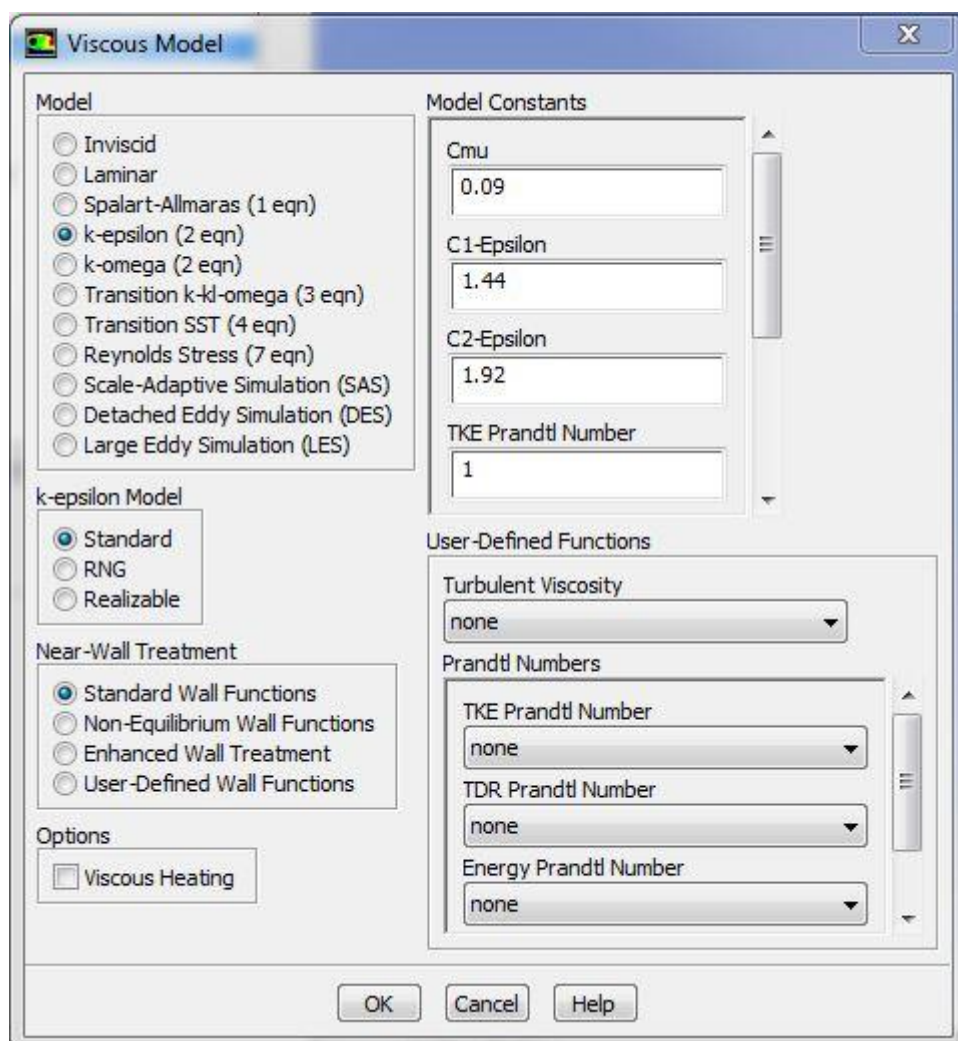 Viscous Model
Model
Inviscid
Laminar
Spalart-Allmaras (1 eqn)
k-epsilon (2 eqn)
k-omega (2 eqn)
Transition k-kl-omega (3 eqn)
Transition SST (4 eqn)
Reynolds Stress (7 eqn)
Scale-Adaptive Simulation (SAS)
Detached Eddy Simulation (DES)
Large Eddy Simulation (LES)
k-epsilon Model
Standard
RNG
Realizable
Near-Wall Treatment
Standard Wall Functions
Non-Equilibrium Wall Functions
Enhanced Wall Treatment
User-Defined Wall Functions
Options
Viscous Heating
Model Constants
Cmu
0.09
C1-Epsilon
1.44
C2-Epsilon
1.92
TKE Prandtl Number
1
User-Defined Functions
Turbulent Viscosity
none
Prandtl Numbers
TKE Prandtl Number
none
TDR Prandtl Number
none
Energy Prandtl Number
none
OK Cancel Help